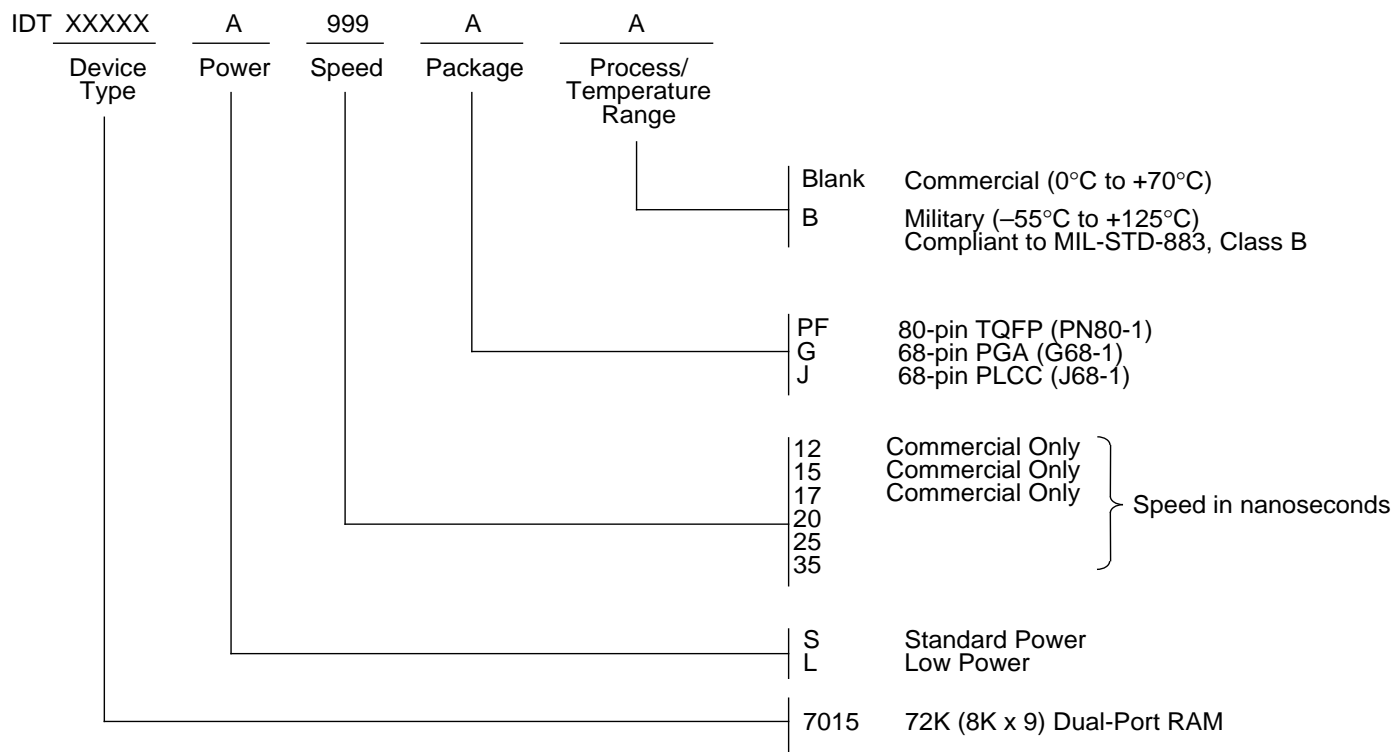 IDT XXXXX A 999 A A
Device Type Power Speed Package Process/ Temperature Range
Blank Commercial (0°C to +70°C)
B Military (–55°C to +125°C)
Compliant to MIL-STD-883, Class B
PF 80-pin TQFP (PN80-1)
G 68-pin PGA (G68-1)
J 68-pin PLCC (J68-1)
12 Commercial Only
15 Commercial Only
17 Commercial Only
20
25
35
Speed in nanoseconds
S Standard Power
L Low Power
7015 72K (8K x 9) Dual-Port RAM